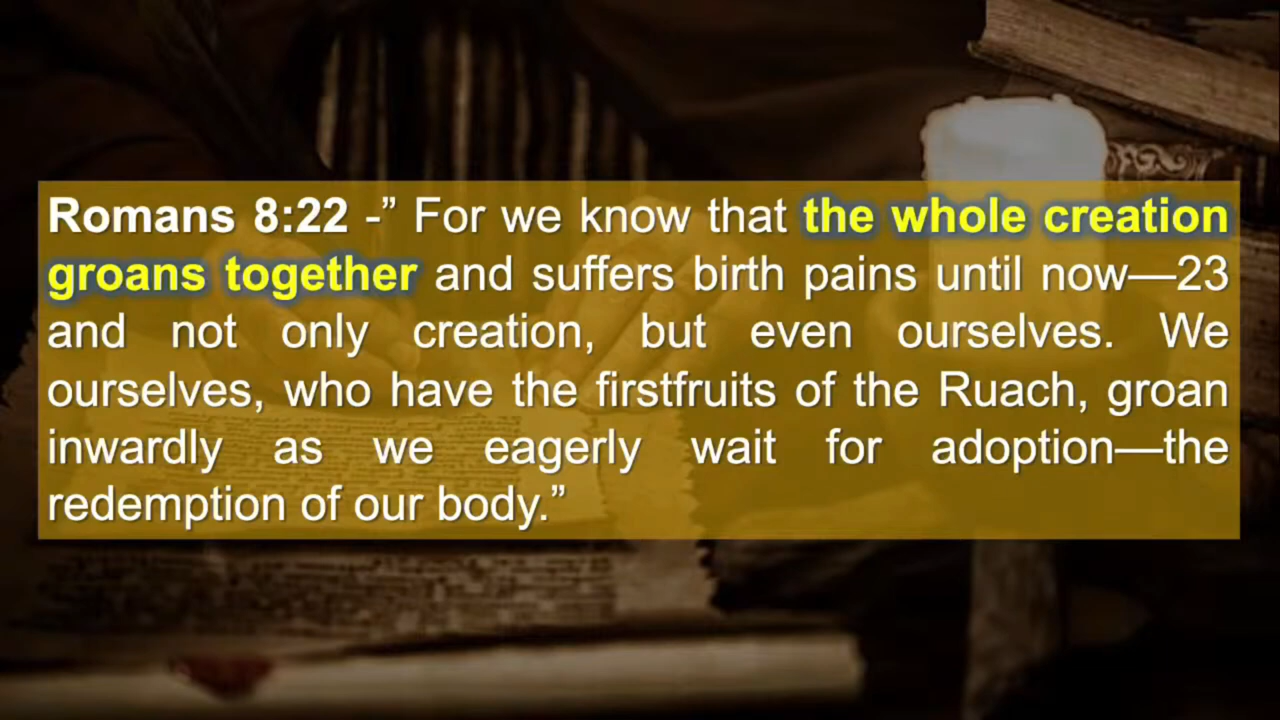 Romans 8:22 -” For we know that the whole creation
groans together and suffers birth pains until now—23
and not only creation, but even ourselves. We
ourselves, who have the firstfruits of the Ruach, groan
inwardly as we eagerly wait for adoption—the
redemption of our body.”